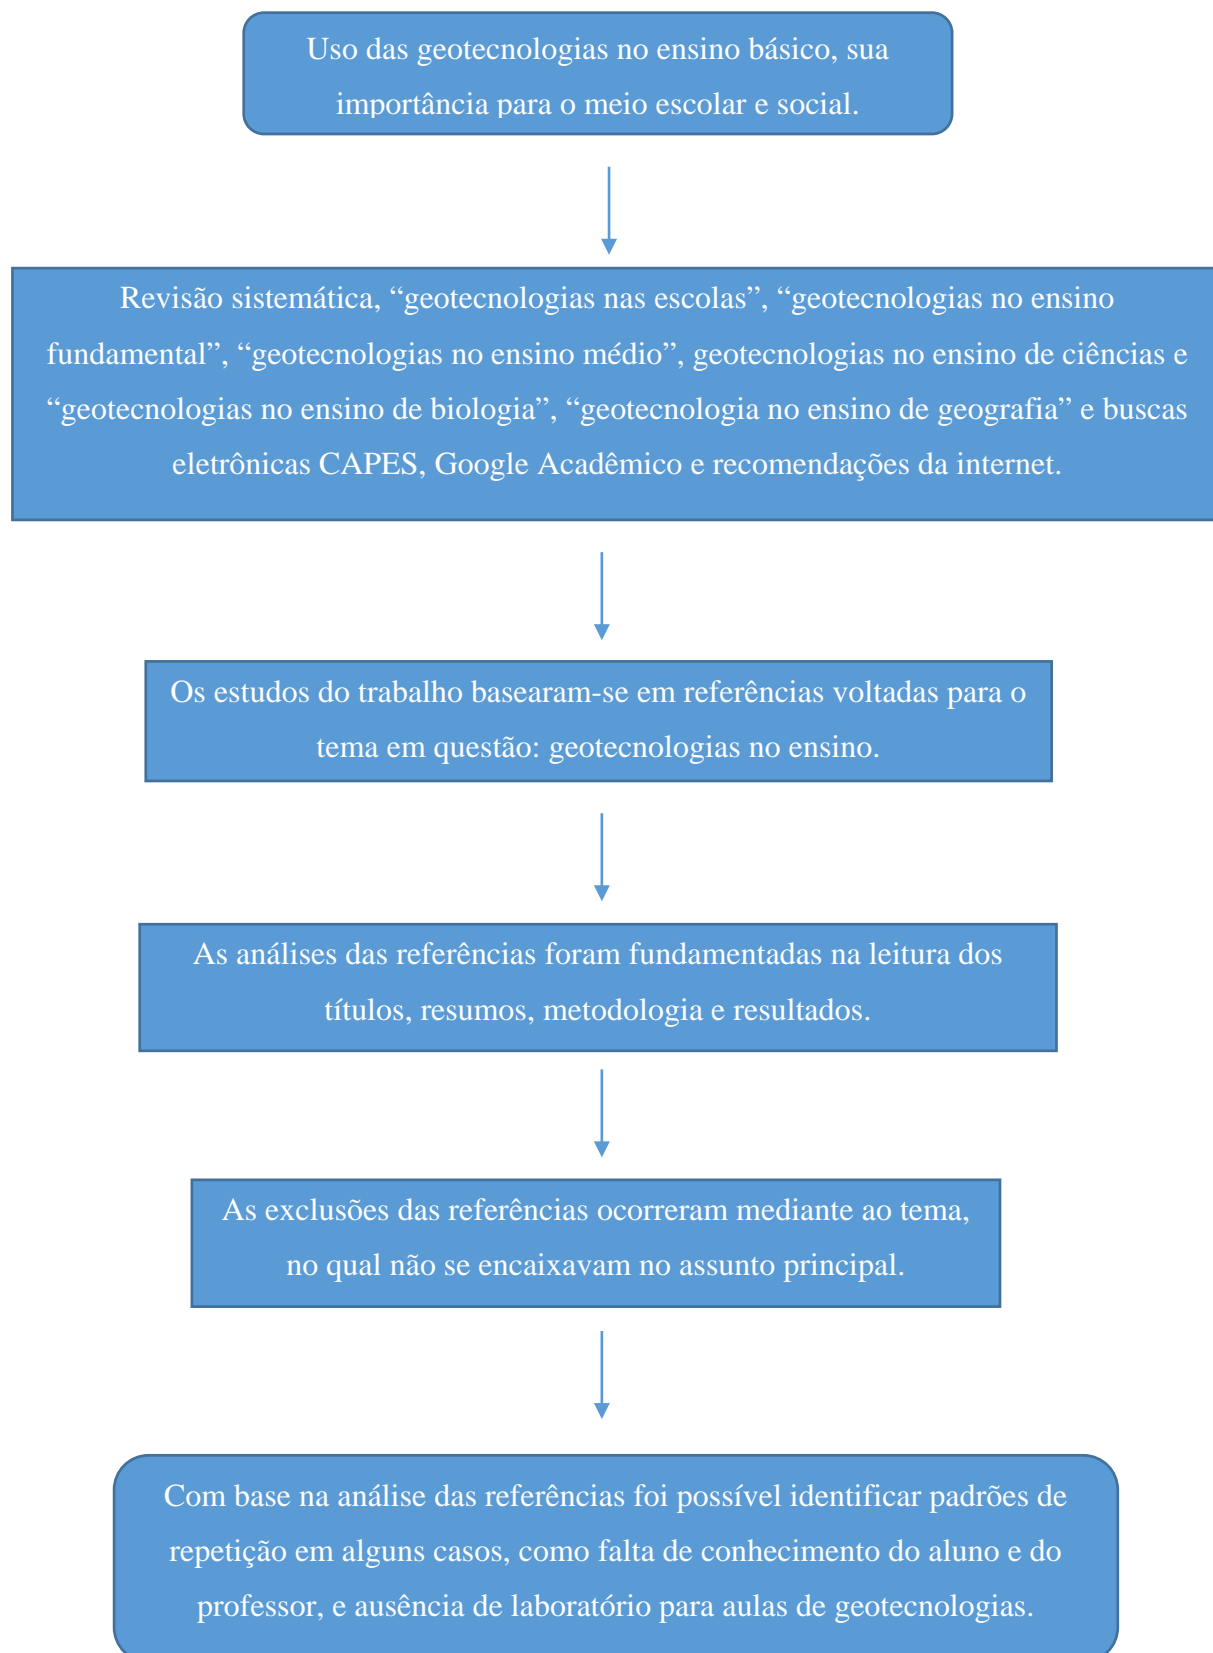 Uso das geotecnologias no ensino básico, sua
importância para o meio escolar e social.
Revisão sistemática, “geotecnologias nas escolas”, “geotecnologias no ensino
fundamental”, “geotecnologias no ensino médio”, geotecnologias no ensino de ciências e
“geotecnologias no ensino de biologia”, “geotecnologia no ensino de geografia” e buscas
eletrônicas CAPES, Google Acadêmico e recomendações da internet.
Os estudos do trabalho basearam-se em referências voltadas para o
tema em questão: geotecnologias no ensino.
As análises das referências foram fundamentadas na leitura dos
títulos, resumos, metodologia e resultados.
As exclusões das referências ocorreram mediante ao tema,
no qual não se encaixavam no assunto principal.
Com base na análise das referências foi possível identificar padrões de
repetição em alguns casos, como falta de conhecimento do aluno e do
professor, e ausência de laboratório para aulas de geotecnologias.